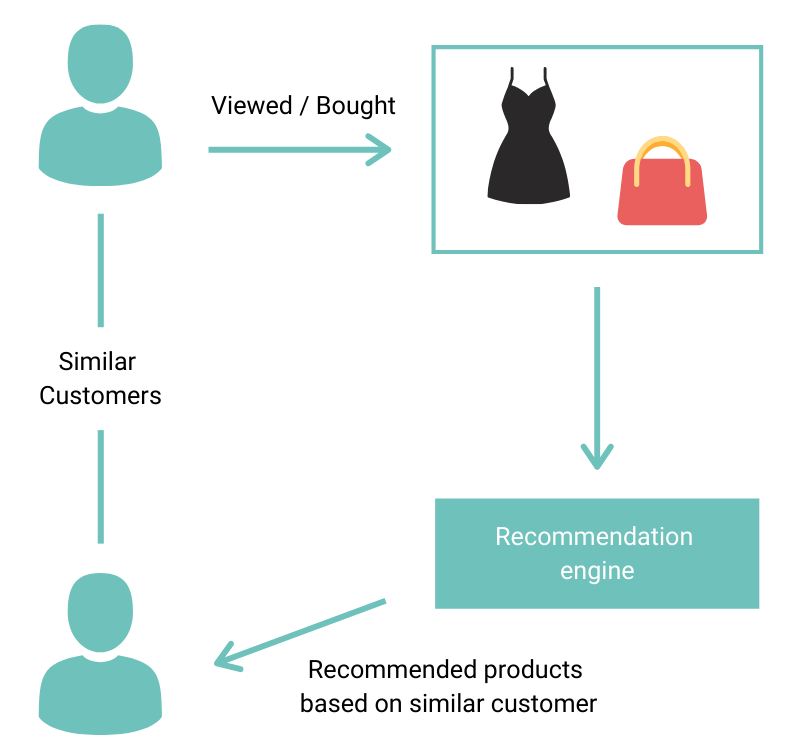 Viewed / Bought
Similar
Customers
Recommendation
engine
Recommended products
based on similar customer